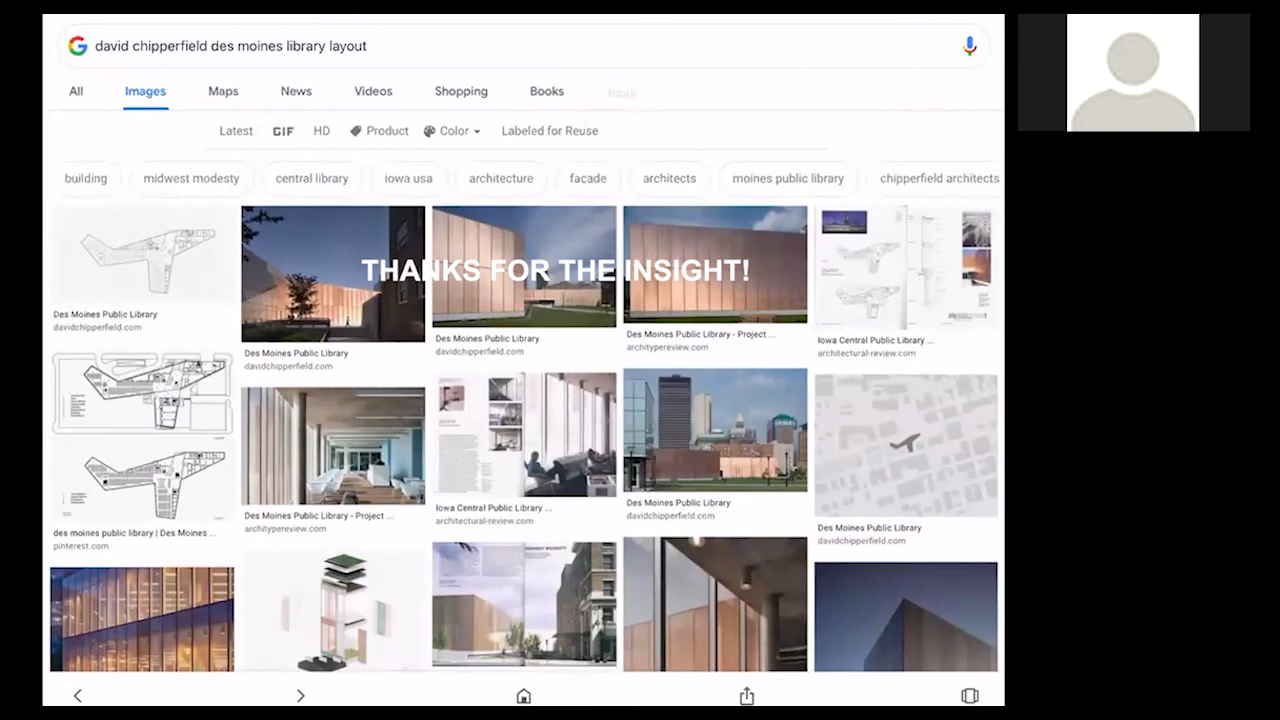 david chipperfield des moines library layout
All Images Maps News Videos Shopping Books
Latest GIF HD Product Color Labeled for Reuse
building midwest modesty central library iowa usa architecture facade architects moines public library chipperfield architects
THANKS FOR THE INSIGHT!
Des Moines Public Library
davidchipperfield.com
Des Moines Public Library
davidchipperfield.com
Des Moines Public Library
davidchipperfield.com
Des Moines Public Library - Project ...
architypereview.com
Iowa Central Public Library ...
architectural-review.com
des moines public library | Des Moines ...
pinterest.com
Des Moines Public Library - Project ...
architypereview.com
Iowa Central Public Library ...
architectural-review.com
Des Moines Public Library
davidchipperfield.com
Des Moines Public Library
davidchipperfield.com